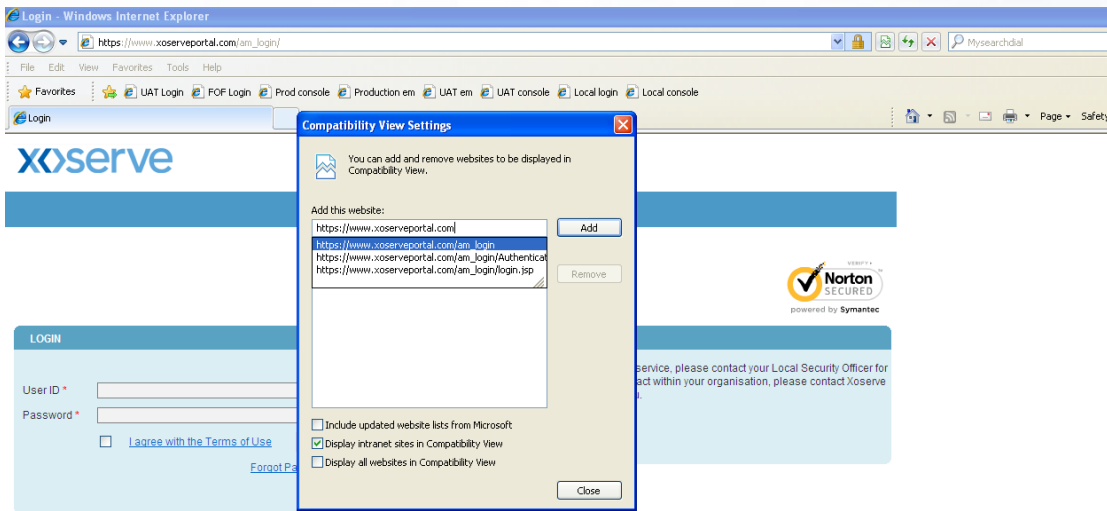 Login - Windows Internet Explorer
https://www.xoserveportal.com/am_login/
Mysearchdial
File Edit View Favorites Tools Help
Favorites UAT Login FOF Login Prod console Production em UAT em UAT console Local login Local console
Login
Page Safety
xoserve
Compatibility View Settings
You can add and remove websites to be displayed in
Compatibility View.
Add this website:
https://www.xoserveportal.com
Add
https://www.xoserveportal.com/am_login
https://www.xoserveportal.com/am_login/Authenticat
https://www.xoserveportal.com/am_login/login.jsp
Remove
VERIFY
Norton
SECURED
powered by Symantec
LOGIN
service, please contact your Local Security Officer for
act within your organisation, please contact Xoserve
User ID *
Password *
I agree with the Terms of Use
Forgot Pa
Include updated website lists from Microsoft
Display intranet sites in Compatibility View
Display all websites in Compatibility View
Close